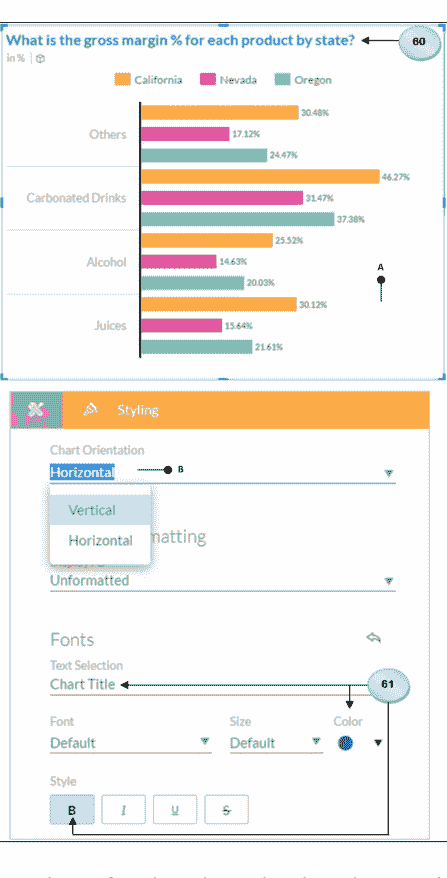 What is the gross margin % for each product by state?
60
in %
California Nevada Oregon
30.48%
Others 17.12%
24.47%
46.27%
Carbonated Drinks 31.47%
37.38%
25.52%
Alcohol 14.63%
20.03%
A
30.12%
Juices 15.64%
21.61%
Styling
Chart Orientation
Horizontal B
Vertical
Horizontal matting
Unformatted
Fonts
Text Selection
Chart Title 61
Font Size Color
Default Default
Style
B I U S